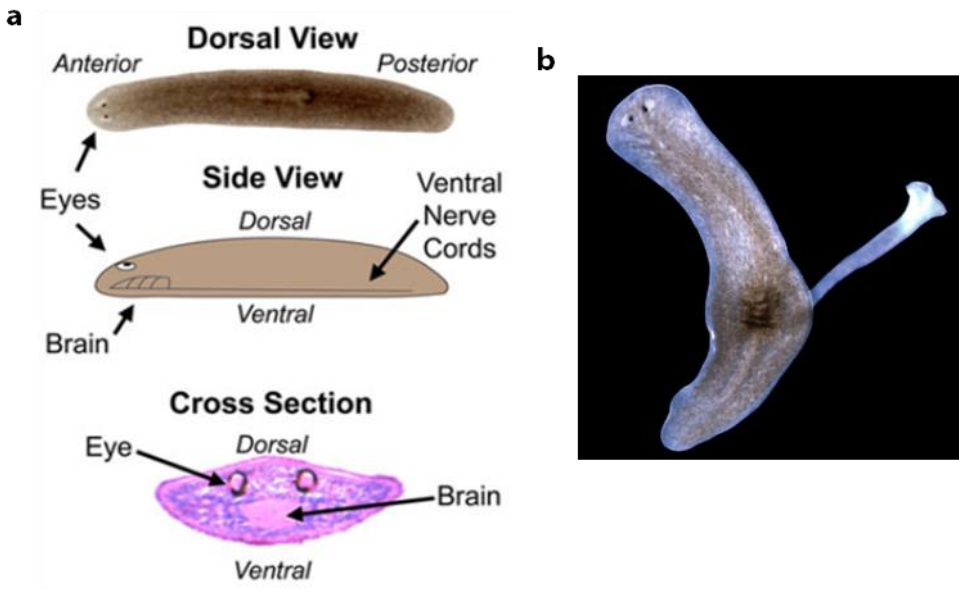 a
Dorsal View
Anterior
Posterior
Eyes
Side View
Dorsal
Ventral
Nerve
Cords
Ventral
Brain
Cross Section
Eye
Dorsal
Brain
Ventral
b